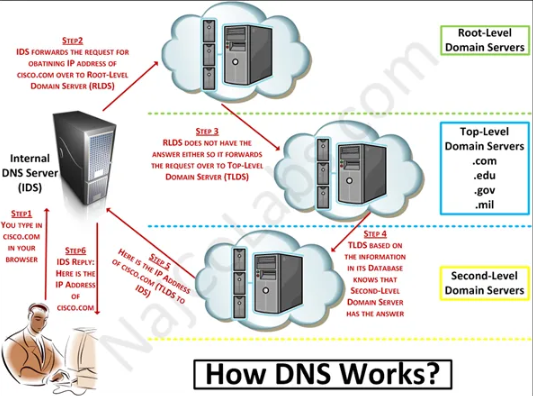 STEP2
IDS FORWARDS THE REQUEST FOR
OBATINING IP ADDRESS OF
CISCO.COM OVER TO ROOT-LEVEL
DOMAIN SERVER (RLDS)
Root-Level
Domain Servers
STEP 3
RLDS DOES NOT HAVE THE
ANSWER EITHER SO IT FORWARDS
THE REQUEST OVER TO TOP-LEVEL
DOMAIN SERVER (TLDS)
Top-Level
Domain Servers
.com
.edu
.gov
.mil
Internal
DNS Server
(IDS)
STEP1
YOU TYPE IN
CISCO.COM
IN YOUR
BROWSER
STEP6
IDS REPLY:
HERE IS THE
IP ADDRESS
OF
CISCO.COM
STEP 5
HERE IS THE IP ADDRESS
OF CISCO.COM (TLDS TO
IDS)
STEP 4
TLDS BASED ON
THE INFORMATION
IN ITS DATABASE
KNOWS THAT
SECOND-LEVEL
DOMAIN SERVER
HAS THE ANSWER
Second-Level
Domain Servers
How DNS Works?
NajcoLabs.com